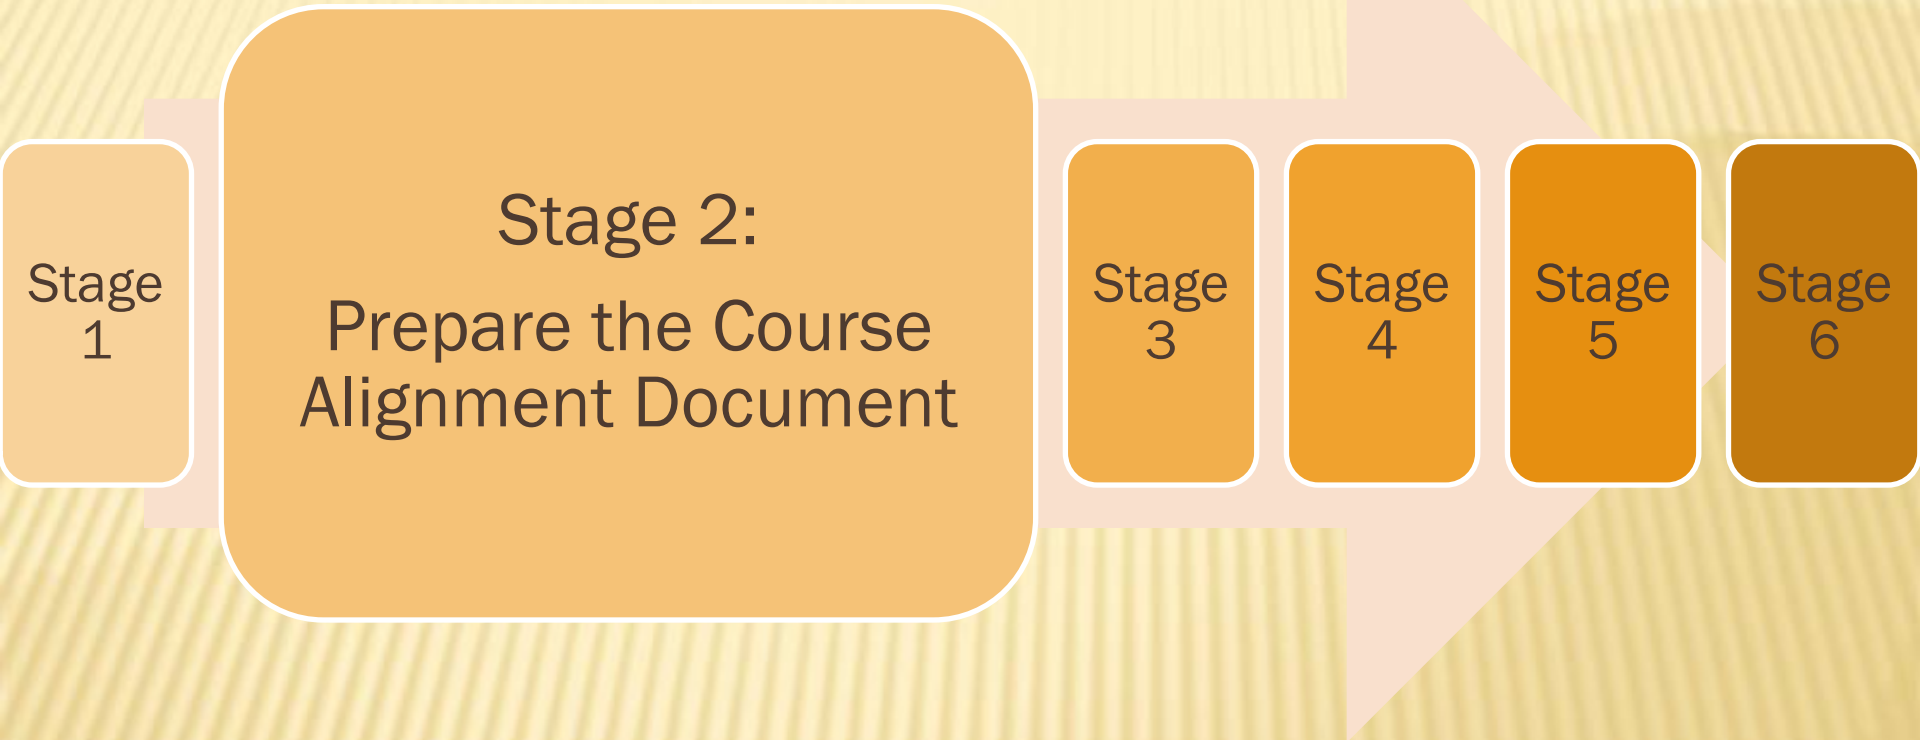 Stage
1
Stage 2:
Prepare the Course
Alignment Document
Stage
3
Stage
4
Stage
5
Stage
6